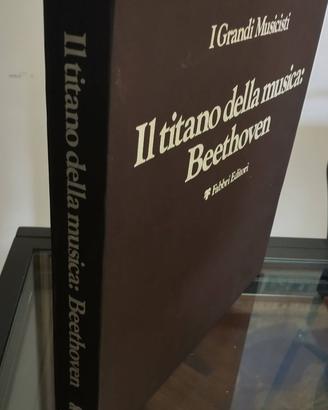 I Grandi Musicisti
Il titano della musica:
Beethoven
Fabbri Editori
Il titano della musica: Beethoven